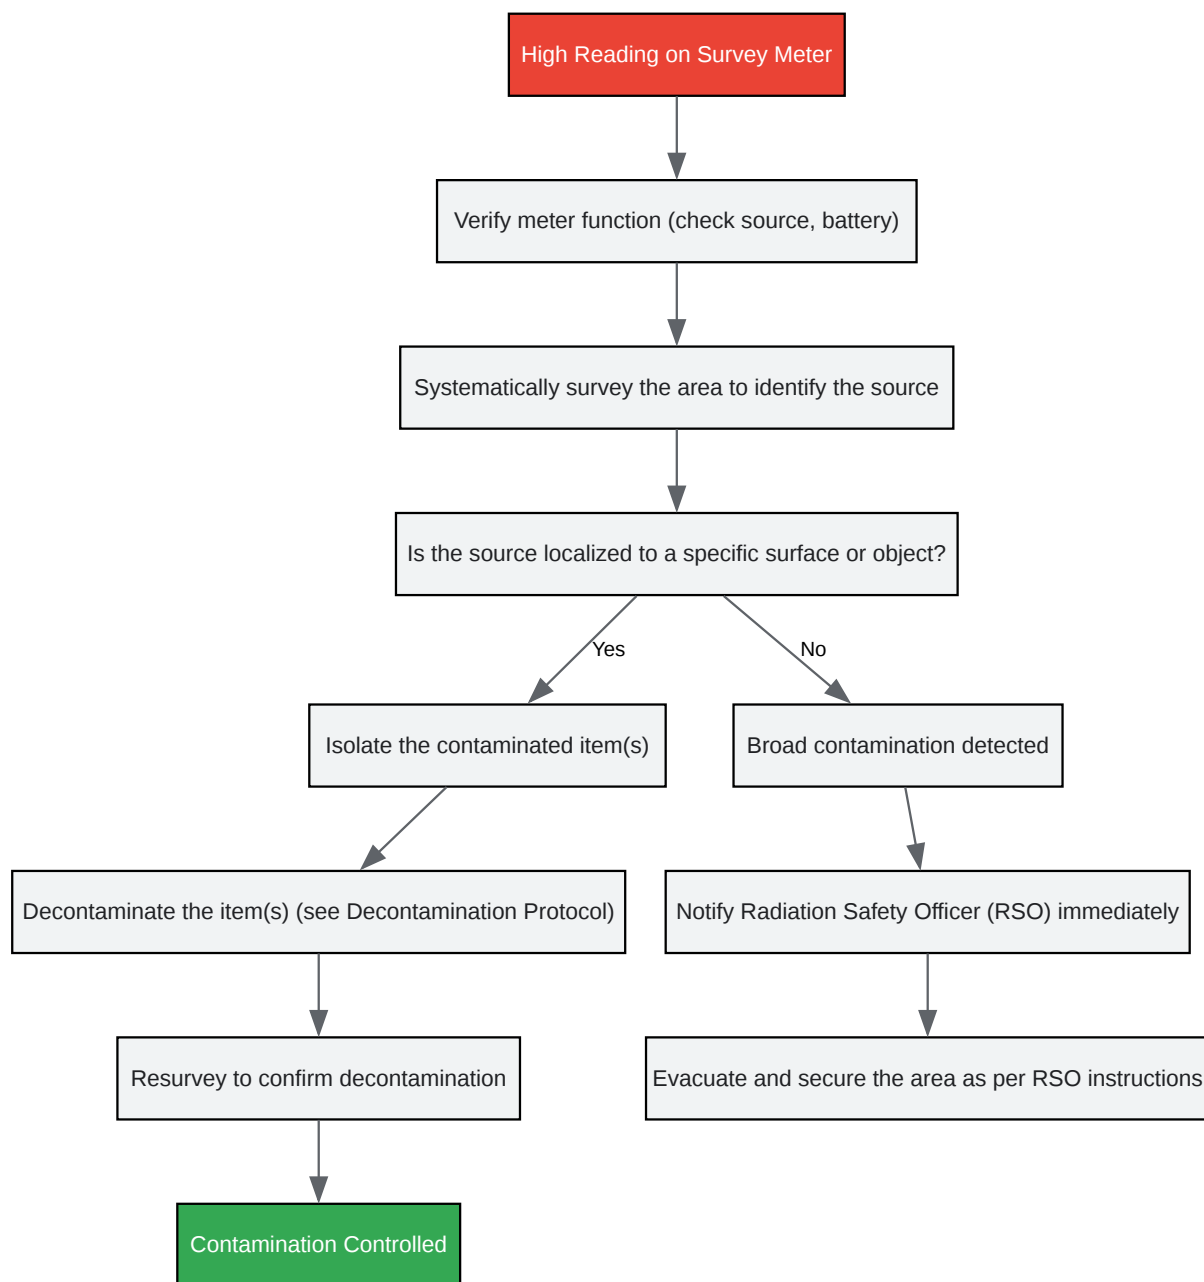 High Reading on Survey Meter
Verify meter function (check source, battery)
Systematically survey the area to identify the source
Is the source localized to a specific surface or object?
Yes
No
Isolate the contaminated item(s)
Broad contamination detected
Decontaminate the item(s) (see Decontamination Protocol)
Notify Radiation Safety Officer (RSO) immediately
Resurvey to confirm decontamination
Evacuate and secure the area as per RSO instructions
Contamination Controlled